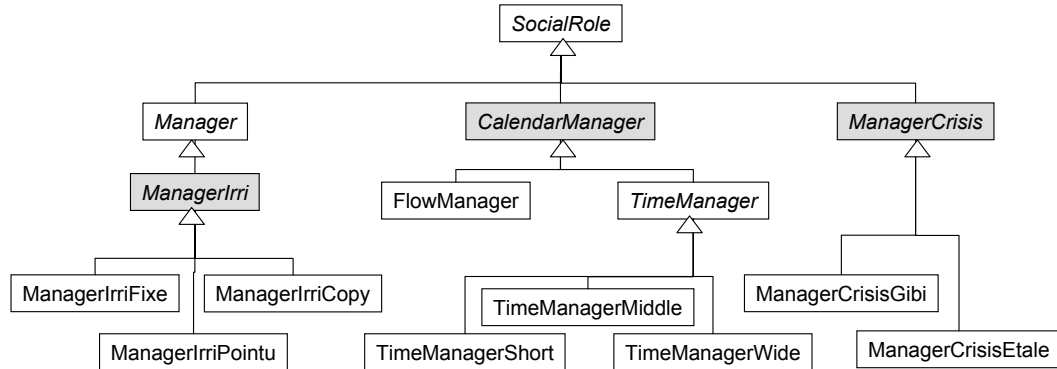 SocialRole
Manager
CalendarManager
ManagerCrisis
ManagerIrri
FlowManager
TimeManager
ManagerIrriFixe
ManagerIrriCopy
TimeManagerMiddle
ManagerCrisisGibi
ManagerIrriPointu
TimeManagerShort
TimeManagerWide
ManagerCrisisEtale